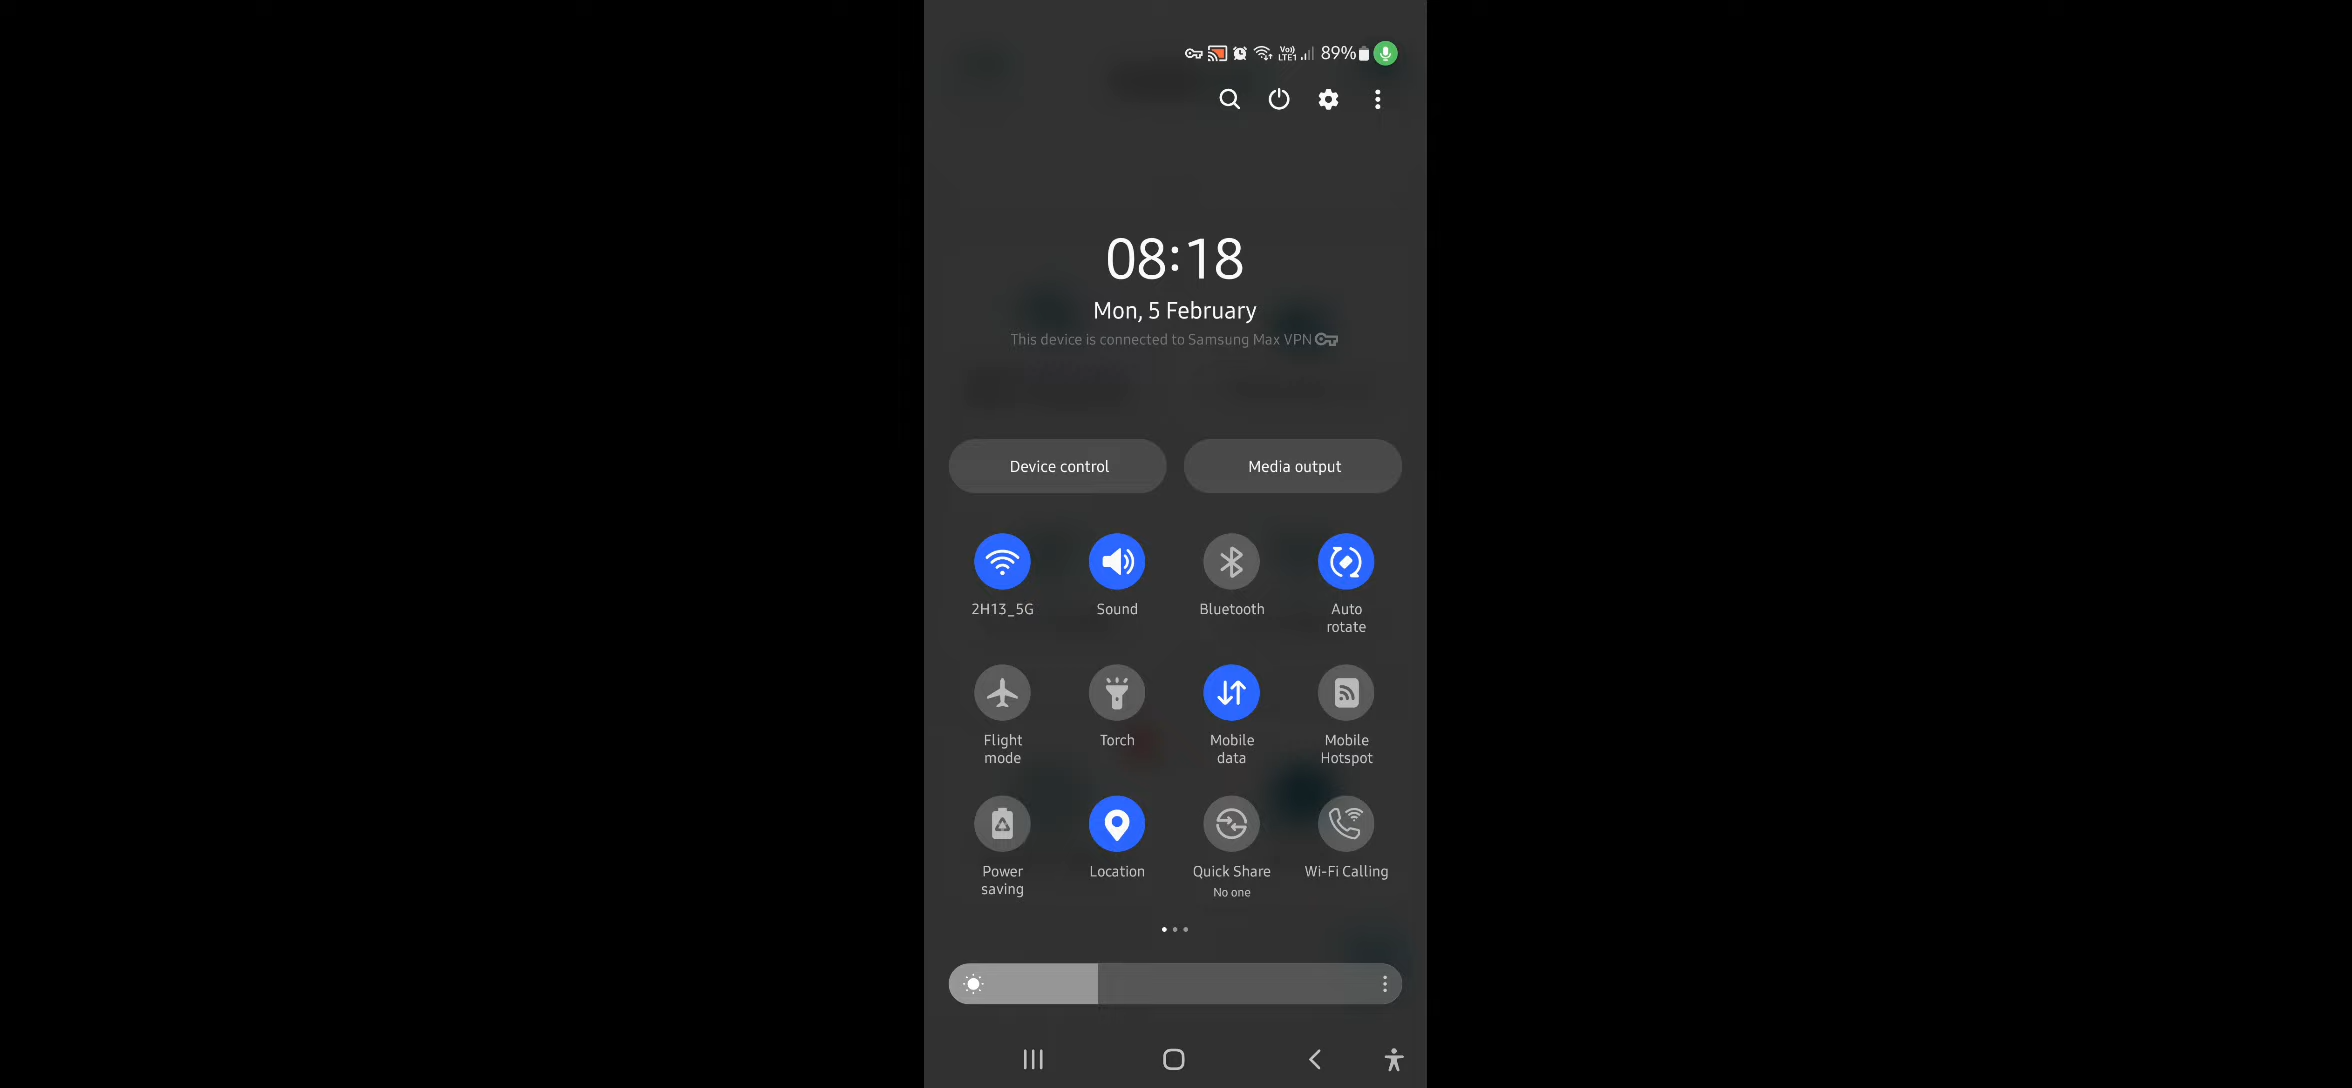 Vo)) LTE1 89%
08:18
Mon, 5 February
This device is connected to Samsung Max VPN
Device control Media output
2H13_5G Sound Bluetooth Auto
rotate
Flight Torch Mobile Mobile
mode data Hotspot
Power Location Quick Share Wi-Fi Calling
saving No one